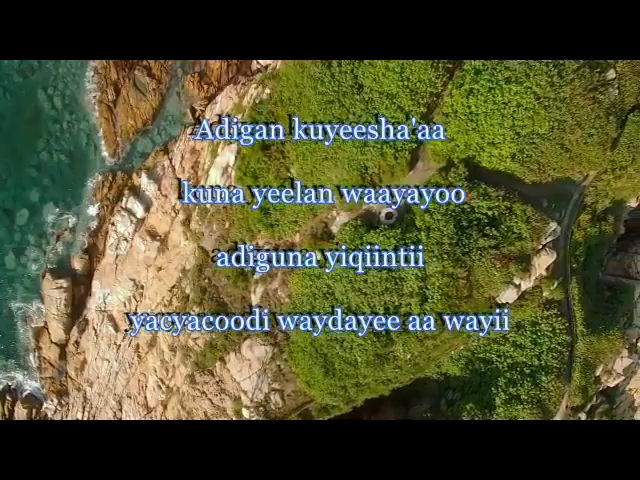 Adigan kuyeesha'aa
kuna yeelan waayayoo
adiguna yiqiintii
yacyacoodi waydayee aa wayii